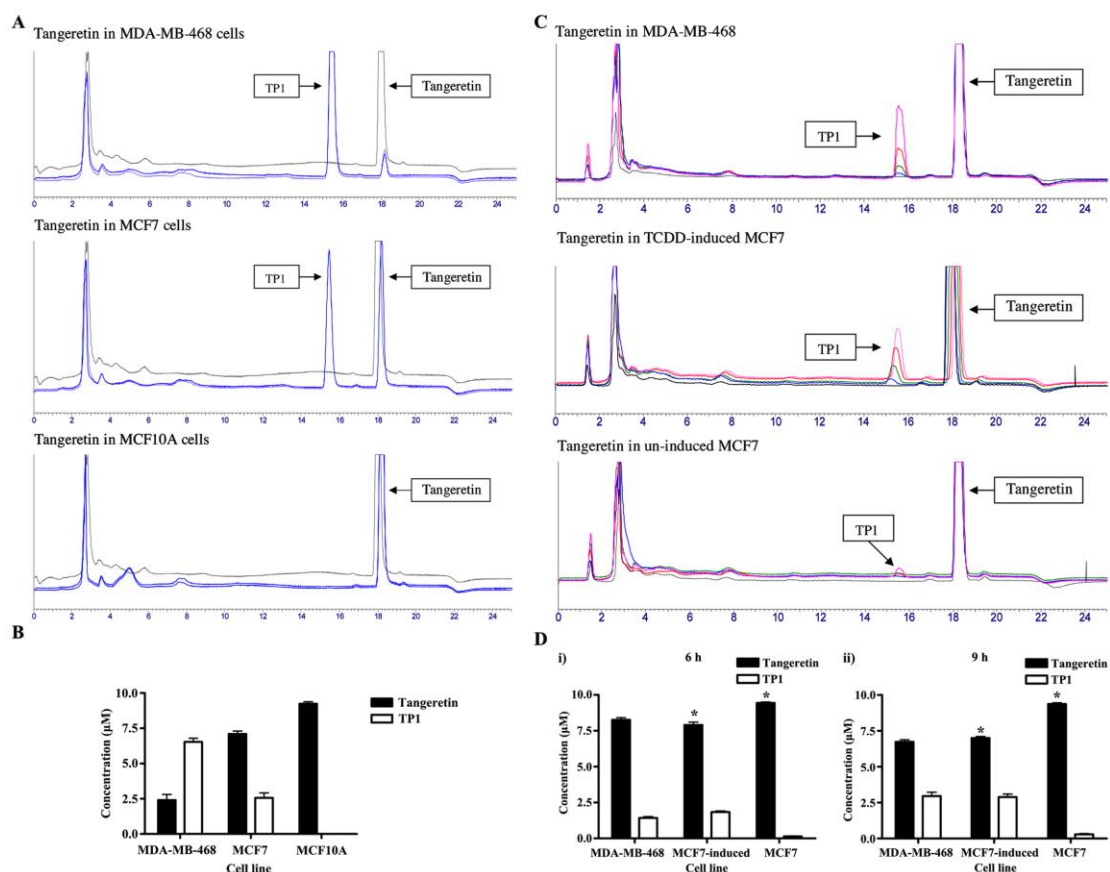 A
Tangeretin in MDA-MB-468 cells
TP1
Tangeretin
0 2 4 6 8 10 12 14 16 18 20 22 24
Tangeretin in MCF7 cells
TP1
Tangeretin
0 2 4 6 8 10 12 14 16 18 20 22 24
Tangeretin in MCF10A cells
Tangeretin
0 2 4 6 8 10 12 14 16 18 20 22 24
B
Tangeretin
TP1
10.0
7.5
5.0
2.5
0.0
Concentration (µM)
MDA-MB-468 MCF7 MCF10A
Cell line
C
Tangeretin in MDA-MB-468
TP1
Tangeretin
0 2 4 6 8 10 12 14 16 18 20 22 24
Tangeretin in TCDD-induced MCF7
TP1
Tangeretin
0 2 4 6 8 10 12 14 16 18 20 22 24
Tangeretin in un-induced MCF7
TP1
Tangeretin
0 2 4 6 8 10 12 14 16 18 20 22 24
D
i)
6 h
Tangeretin
TP1
10.0
7.5
5.0
2.5
0.0
Concentration (µM)
*
*
MDA-MB-468 MCF7-induced MCF7
Cell line
ii)
9 h
Tangeretin
TP1
10.0
7.5
5.0
2.5
0.0
Concentration (µM)
*
*
MDA-MB-468 MCF7-induced MCF7
Cell line